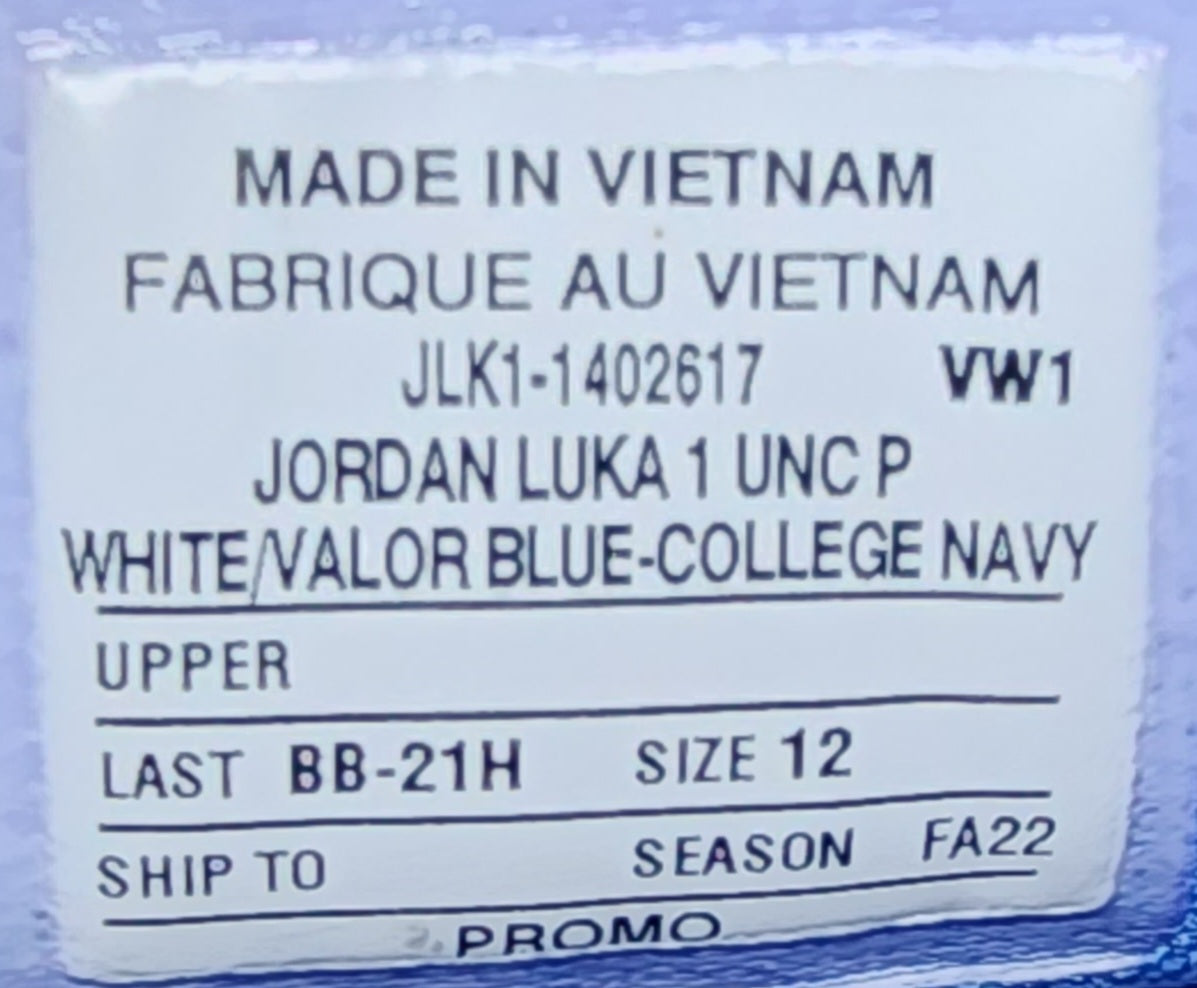 MADE IN VIETNAM
FABRIQUE AU VIETNAM
JLK1-1402617 VW1
JORDAN LUKA 1 UNC P
WHITE/VALOR BLUE-COLLEGE NAVY
UPPER
LAST BB-21H SIZE 12
SHIP TO SEASON FA22
PROMO